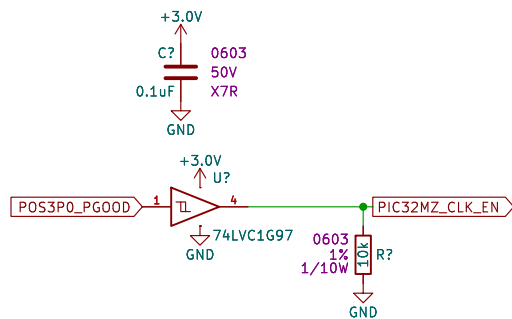 +3.0V
C?
0603
50V
0.1uF
X7R
GND
+3.0V
U?
POS3P0_PGOOD
1
4
PIC32MZ_CLK_EN
74LVC1G97
GND
0603
1%
1/10W
10k
R?
GND